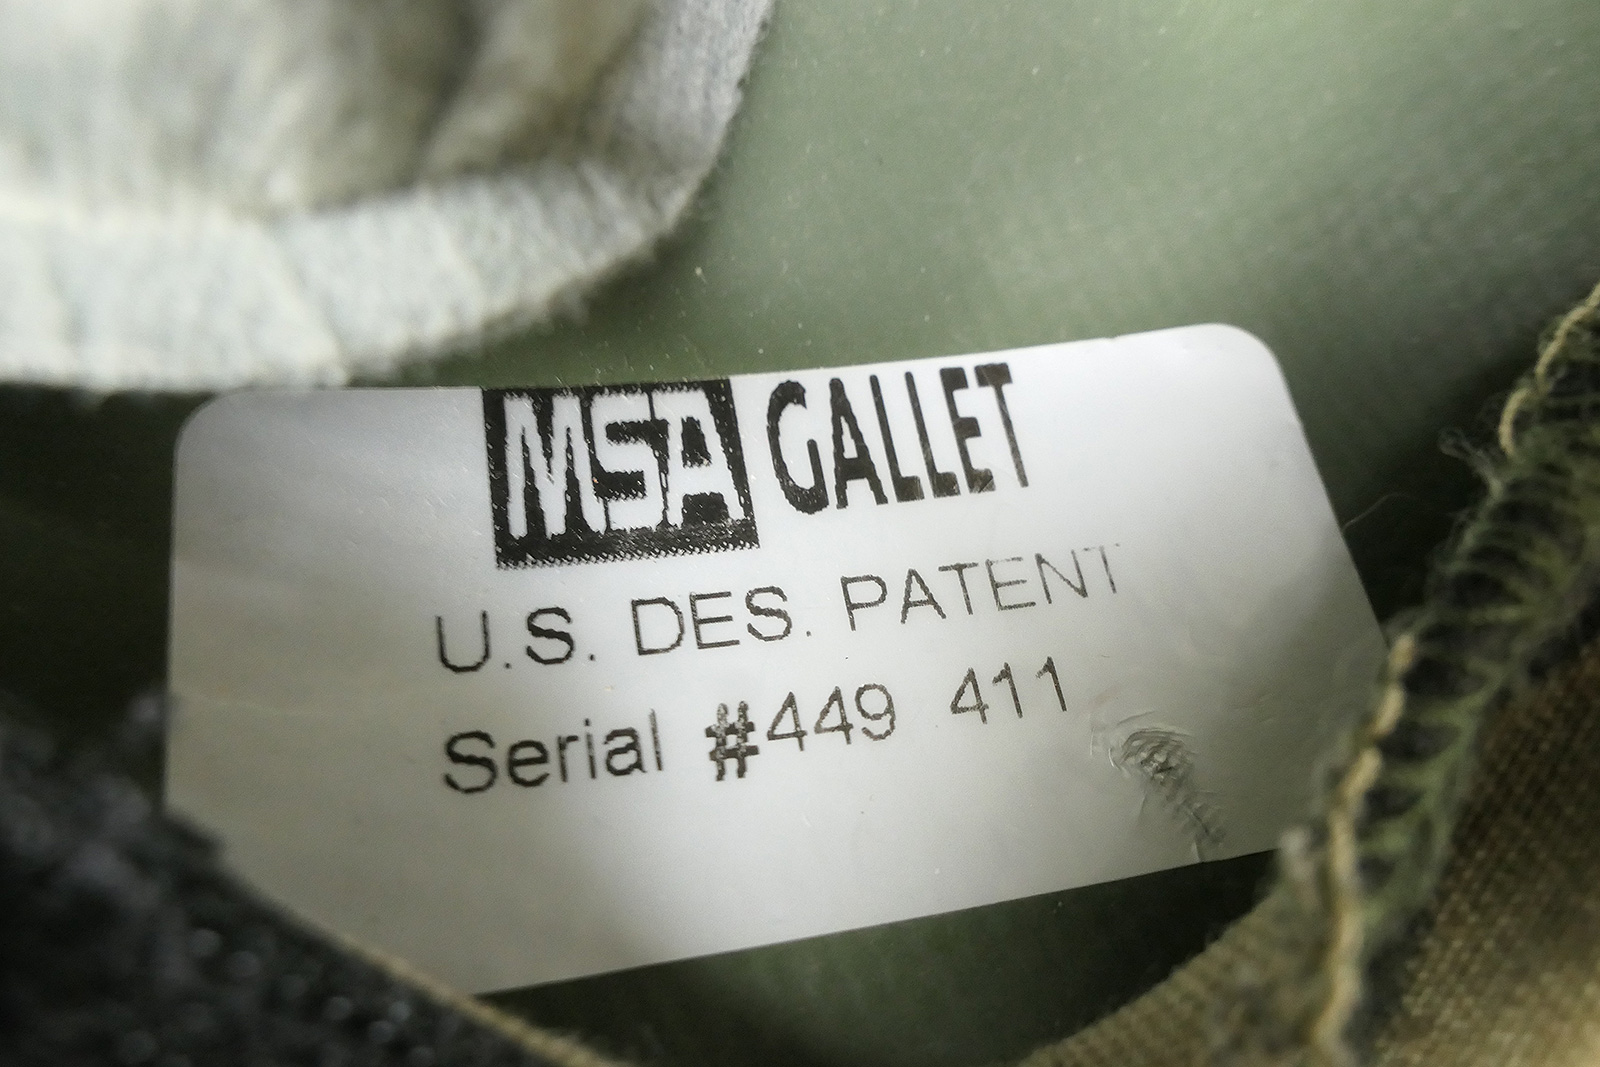 MSA GALLET
U.S. DES. PATENT
Serial #449 411